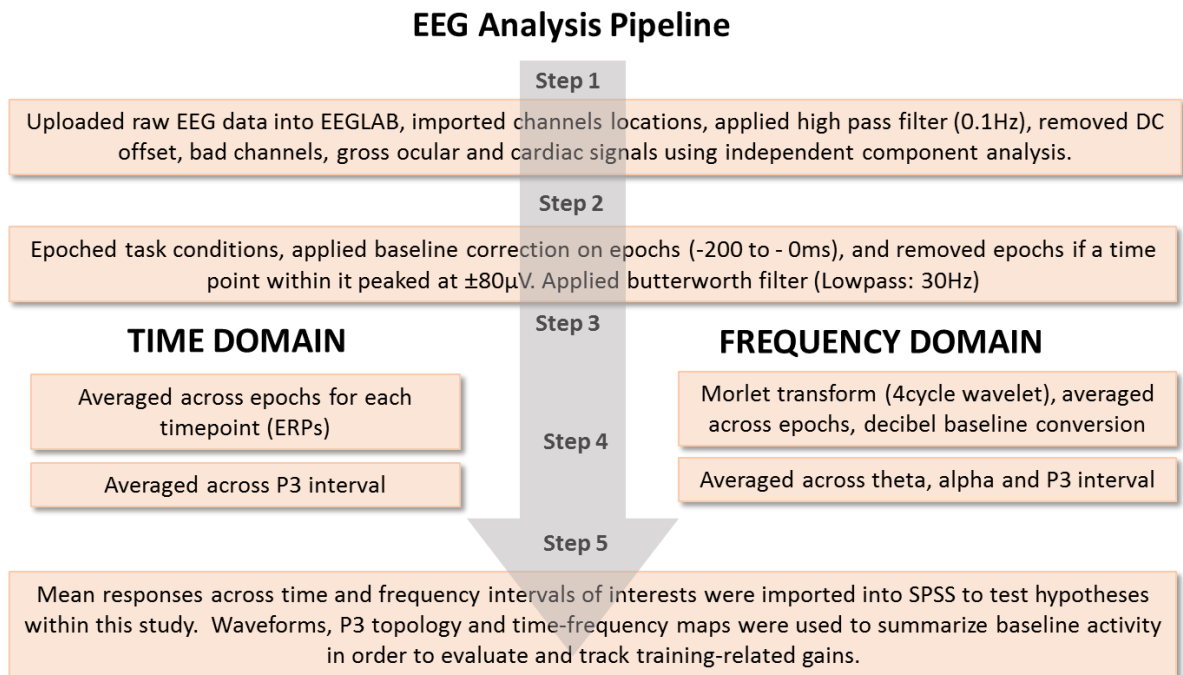 EEG Analysis Pipeline
Step 1
Uploaded raw EEG data into EEGLAB, imported channels locations, applied high pass filter (0.1Hz), removed DC
offset, bad channels, gross ocular and cardiac signals using independent component analysis.
Step 2
Epoched task conditions, applied baseline correction on epochs (-200 to - 0ms), and removed epochs if a time
point within it peaked at ±80µV. Applied butterworth filter (Lowpass: 30Hz)
Step 3
TIME DOMAIN
FREQUENCY DOMAIN
Averaged across epochs for each
timepoint (ERPs)
Morlet transform (4cycle wavelet), averaged
across epochs, decibel baseline conversion
Step 4
Averaged across P3 interval
Averaged across theta, alpha and P3 interval
Step 5
Mean responses across time and frequency intervals of interests were imported into SPSS to test hypotheses
within this study.  Waveforms, P3 topology and time-frequency maps were used to summarize baseline activity
in order to evaluate and track training-related gains.